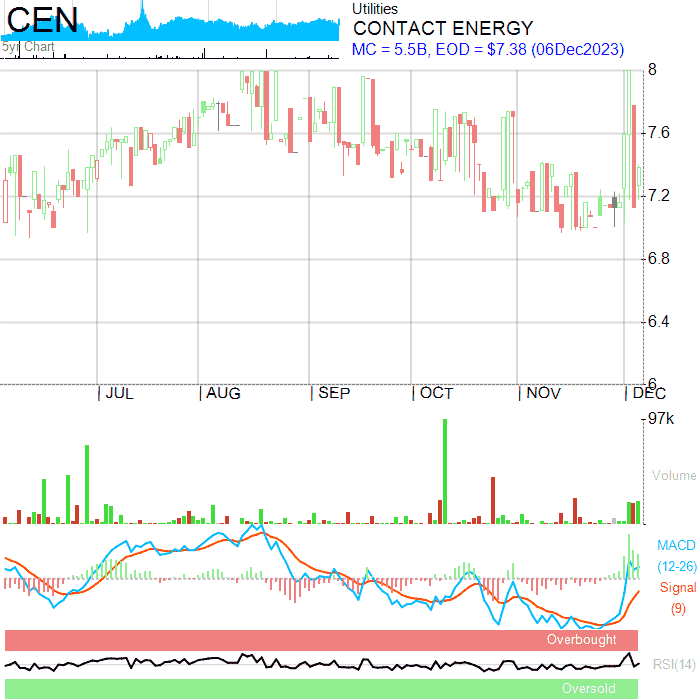 CEN
5yr Chart
Utilities
CONTACT ENERGY
MC = 5.5B, EOD = $7.38 (06Dec2023)
8
7.6
7.2
6.8
6.4
6
JUL AUG SEP OCT NOV DEC
97k
Volume
MACD
(12-26)
Signal
(9)
Overbought
RSI(14)
Oversold